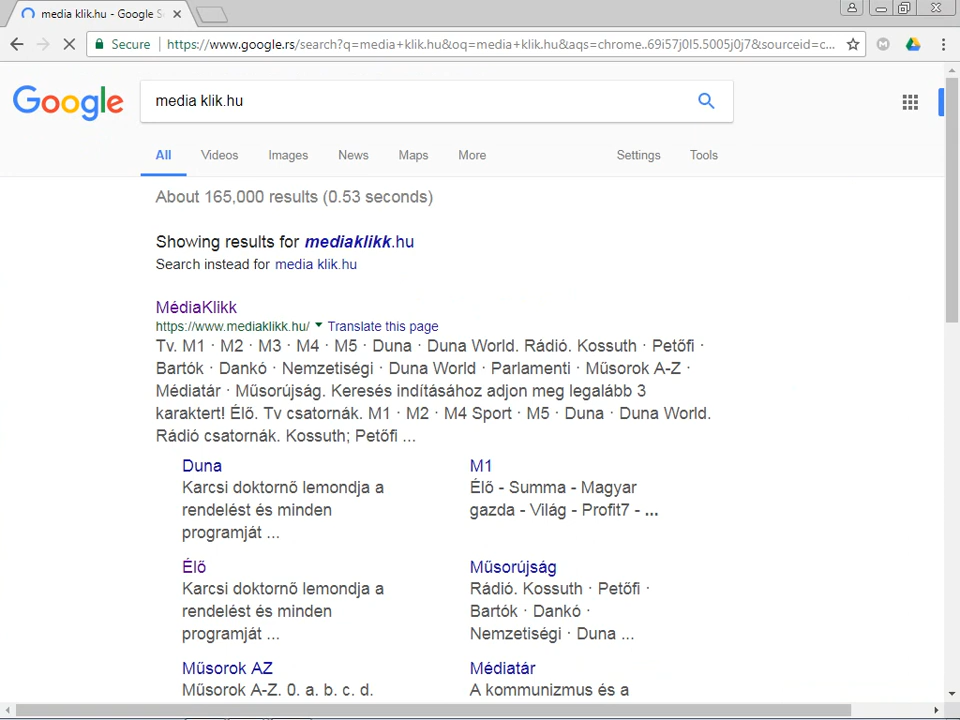 media klik.hu - Google S
Secure
https://www.google.rs/search?q=media+klik.hu&oq=media+klik.hu&aqs=chrome..69i57j0l5.5005j0j7&sourceid=c...
Google
media klik.hu
All Videos Images News Maps More Settings Tools
About 165,000 results (0.53 seconds)
Showing results for mediaklikk.hu
Search instead for media klik.hu
MédiaKlikk
https://www.mediaklikk.hu/ Translate this page
Tv. M1 · M2 · M3 · M4 · M5 · Duna · Duna World. Rádió. Kossuth · Petőfi ·
Bartók · Dankó · Nemzetiségi · Duna World · Parlamenti · Műsorok A-Z ·
Médiatár · Műsorújság. Keresés indításához adjon meg legalább 3
karaktert! Élő. Tv csatornák. M1 · M2 · M4 Sport · M5 · Duna · Duna World.
Rádió csatornák. Kossuth; Petőfi ...
Duna
Karcsi doktornő lemondja a
rendelést és minden
programját ...
M1
Élő - Summa - Magyar
gazda - Világ - Profit7 - ...
Élő
Karcsi doktornő lemondja a
rendelést és minden
programját ...
Műsorújság
Rádió. Kossuth · Petőfi ·
Bartók · Dankó ·
Nemzetiségi · Duna ...
Műsorok AZ
Műsorok A-Z. 0. a. b. c. d.
Médiatár
A kommunizmus és a